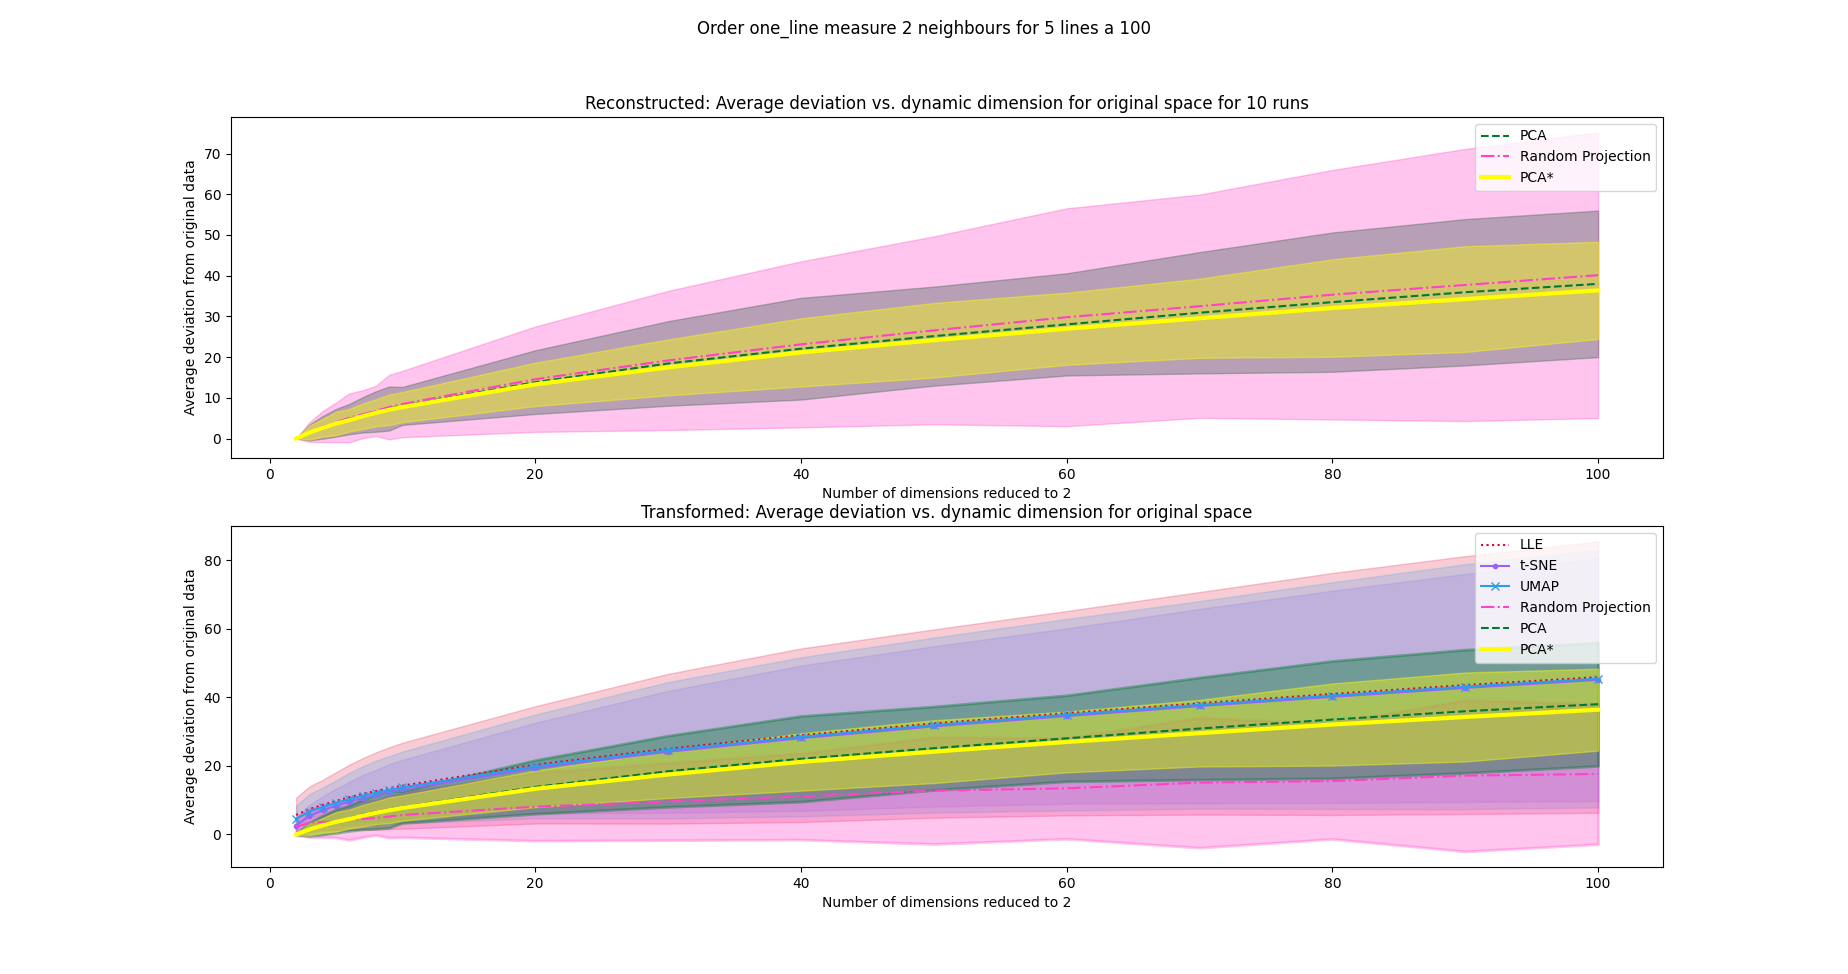 Order one_line measure 2 neighbours for 5 lines a 100
Reconstructed: Average deviation vs. dynamic dimension for original space for 10 runs
Average deviation from original data
70
60
50
40
30
20
10
0
PCA
Random Projection
PCA*
0 20 40 60 80 100
Number of dimensions reduced to 2
Transformed: Average deviation vs. dynamic dimension for original space
Average deviation from original data
80
60
40
20
0
LLE
t-SNE
UMAP
Random Projection
PCA
PCA*
0 20 40 60 80 100
Number of dimensions reduced to 2